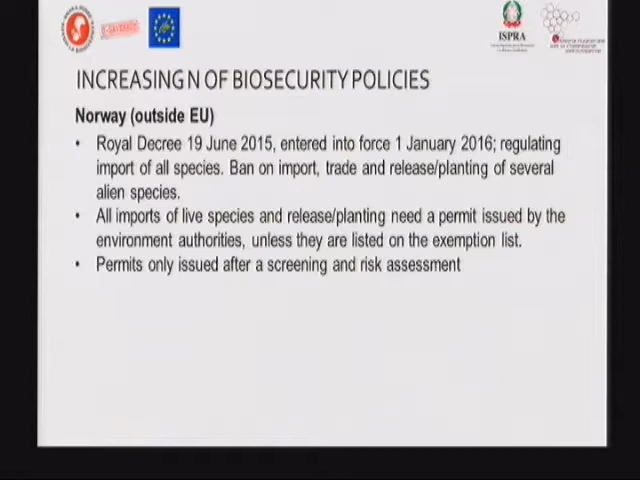 ISPRA
INCREASING N OF BIOSECURITY POLICIES
Norway (outside EU)
• Royal Decree 19 June 2015, entered into force 1 January 2016; regulating
import of all species. Ban on import, trade and release/planting of several
alien species.
• All imports of live species and release/planting need a permit issued by the
environment authorities, unless they are listed on the exemption list.
• Permits only issued after a screening and risk assessment